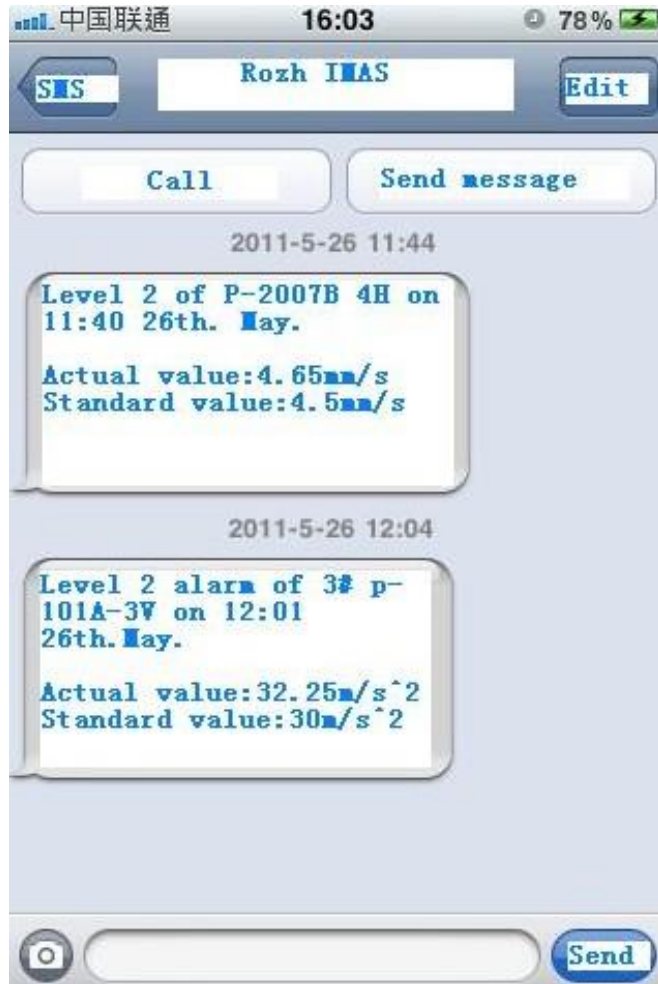 中国联通 16:03 78%
SMS Rozh IMAS Edit
Call Send message
2011-5-26 11:44
Level 2 of P-2007B 4H on
11:40 26th. May.
Actual value:4.65mm/s
Standard value:4.5mm/s
2011-5-26 12:04
Level 2 alarm of 3# p-
101A-3V on 12:01
26th.May.
Actual value:32.25m/s^2
Standard value:30m/s^2
Send